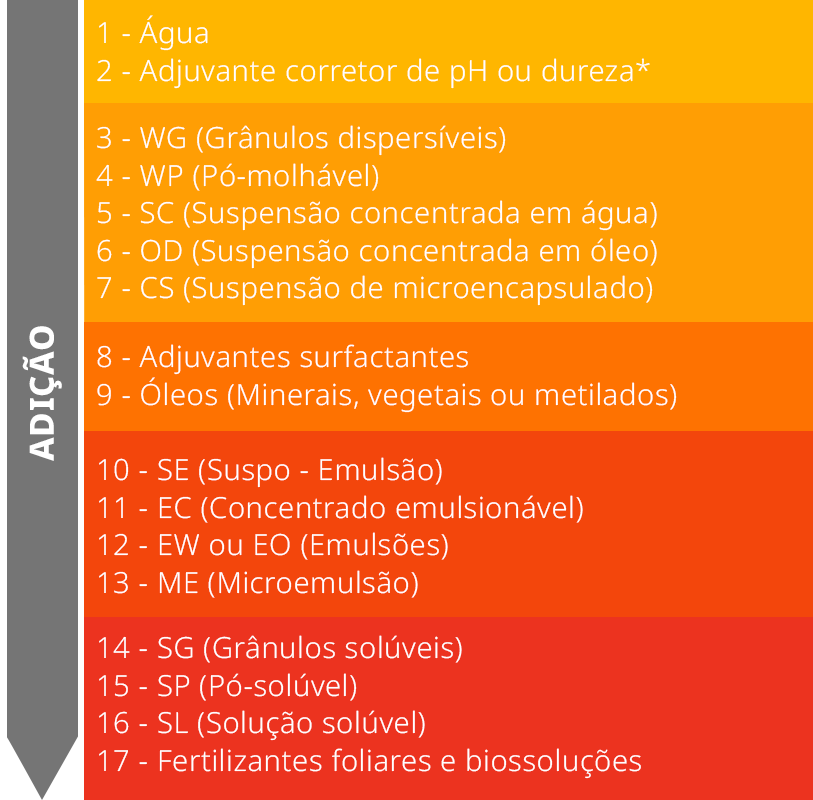 1 - Água
2 - Adjuvante corretor de pH ou dureza*
3 - WG (Grânulos dispersíveis)
4 - WP (Pó-molhável)
5 - SC (Suspensão concentrada em água)
6 - OD (Suspensão concentrada em óleo)
7 - CS (Suspensão de microencapsulado)
ADIÇÃO
8 - Adjuvantes surfactantes
9 - Óleos (Minerais, vegetais ou metilados)
10 - SE (Suspo - Emulsão)
11 - EC (Concentrado emulsionável)
12 - EW ou EO (Emulsões)
13 - ME (Microemulsão)
14 - SG (Grânulos solúveis)
15 - SP (Pó-solúvel)
16 - SL (Solução solúvel)
17 - Fertilizantes foliares e biossoluções